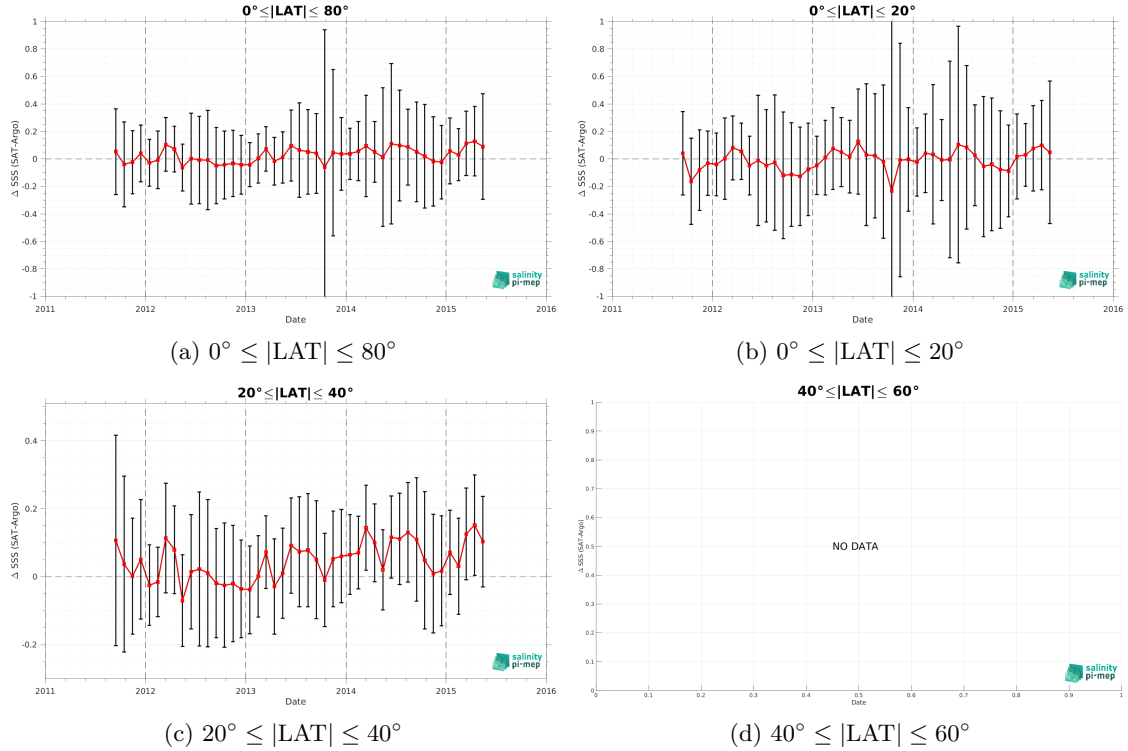 0°≤|LAT|≤ 80°
1
0.8
0.6
0.4
0.2
0
-0.2
-0.4
-0.6
-0.8
-1
Δ SSS (SAT-Argo)
2011 2012 2013 2014 2015 2016
Date
salinity
pi-mep
(a) 0° ≤ |LAT| ≤ 80°
0°≤|LAT|≤ 20°
1
0.8
0.6
0.4
0.2
0
-0.2
-0.4
-0.6
-0.8
-1
Δ SSS (SAT-Argo)
2011 2012 2013 2014 2015 2016
Date
salinity
pi-mep
(b) 0° ≤ |LAT| ≤ 20°
20°≤|LAT|≤ 40°
0.4
0.2
0
-0.2
Δ SSS (SAT-Argo)
2011 2012 2013 2014 2015 2016
Date
salinity
pi-mep
(c) 20° ≤ |LAT| ≤ 40°
40°≤|LAT|≤ 60°
1
0.9
0.8
0.7
0.6
0.5
0.4
0.3
0.2
0.1
0
Δ SSS (SAT-Argo)
NO DATA
0 0.1 0.2 0.3 0.4 0.5 0.6 0.7 0.8 0.9 1
Date
salinity
pi-mep
(d) 40° ≤ |LAT| ≤ 60°